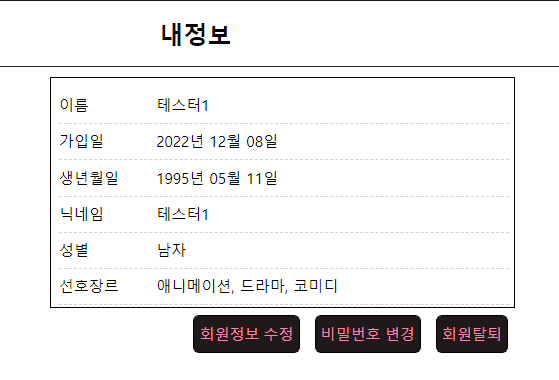 내정보
이름 테스터1
가입일 2022년 12월 08일
생년월일 1995년 05월 11일
닉네임 테스터1
성별 남자
선호장르 애니메이션, 드라마, 코미디
회원정보 수정 비밀번호 변경 회원탈퇴